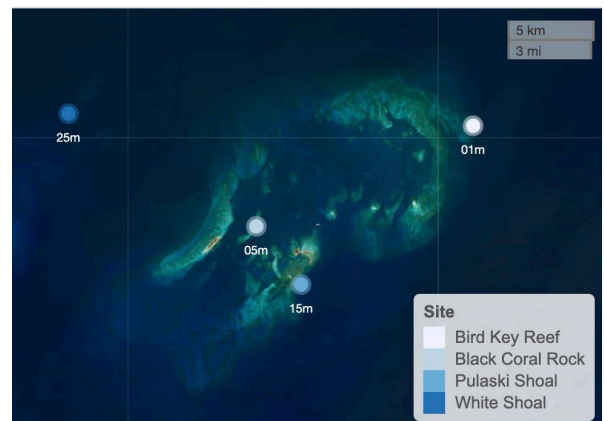 5 km
3 mi
25m
01m
05m
15m
Site
Bird Key Reef
Black Coral Rock
Pulaski Shoal
White Shoal